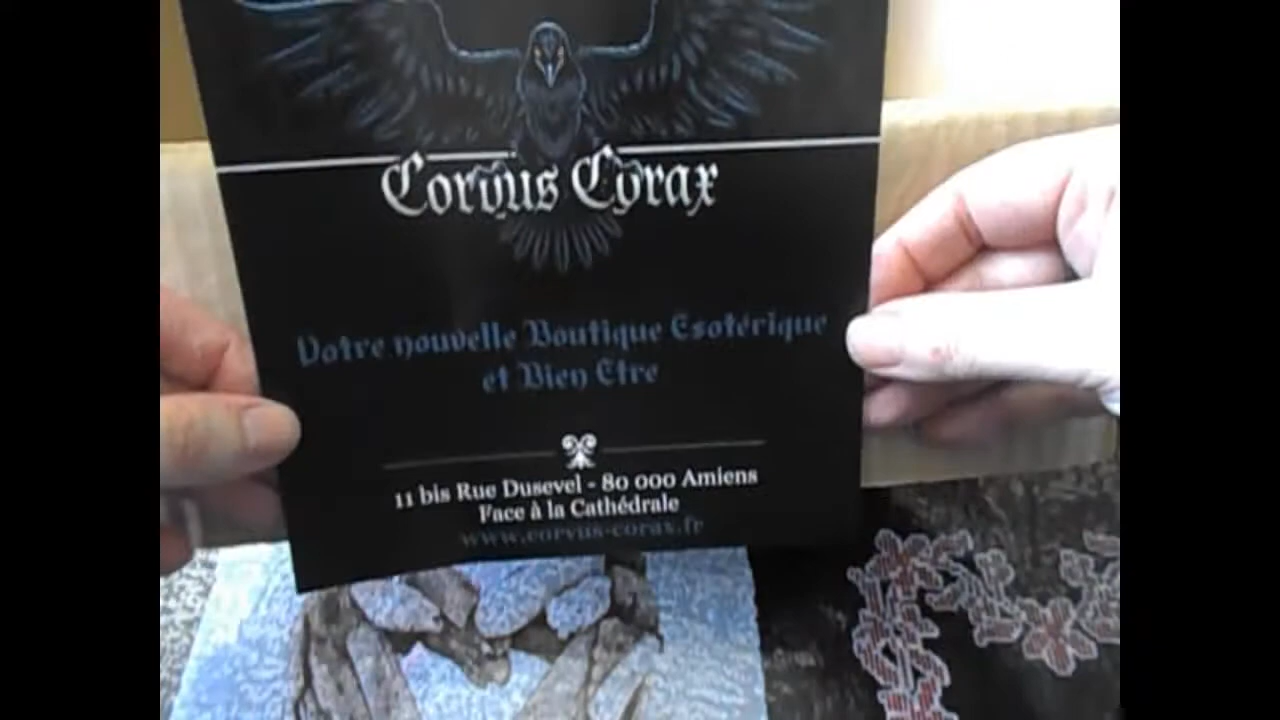 Corvus Corax
Votre nouvelle Boutique Esotérique
et Bien Etre
11 bis Rue Dusevel - 80 000 Amiens
Face à la Cathédrale
www.corvus-corax.fr